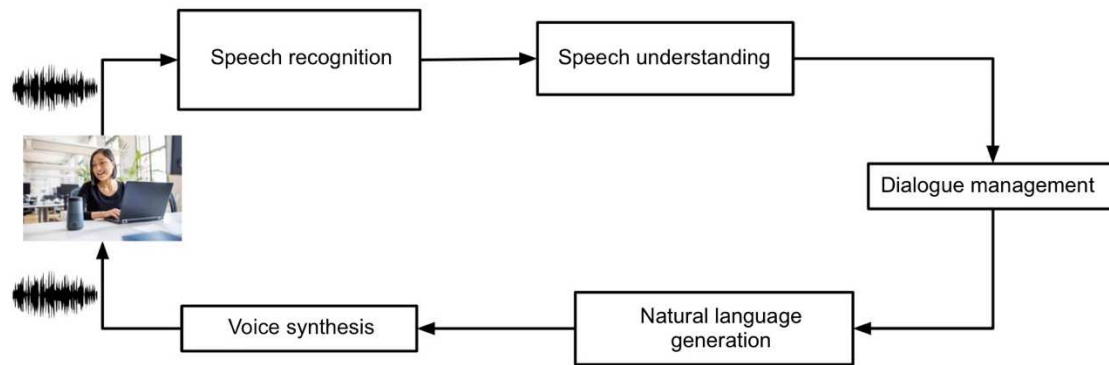 Speech recognition
Speech understanding
Dialogue management
Natural language
generation
Voice synthesis